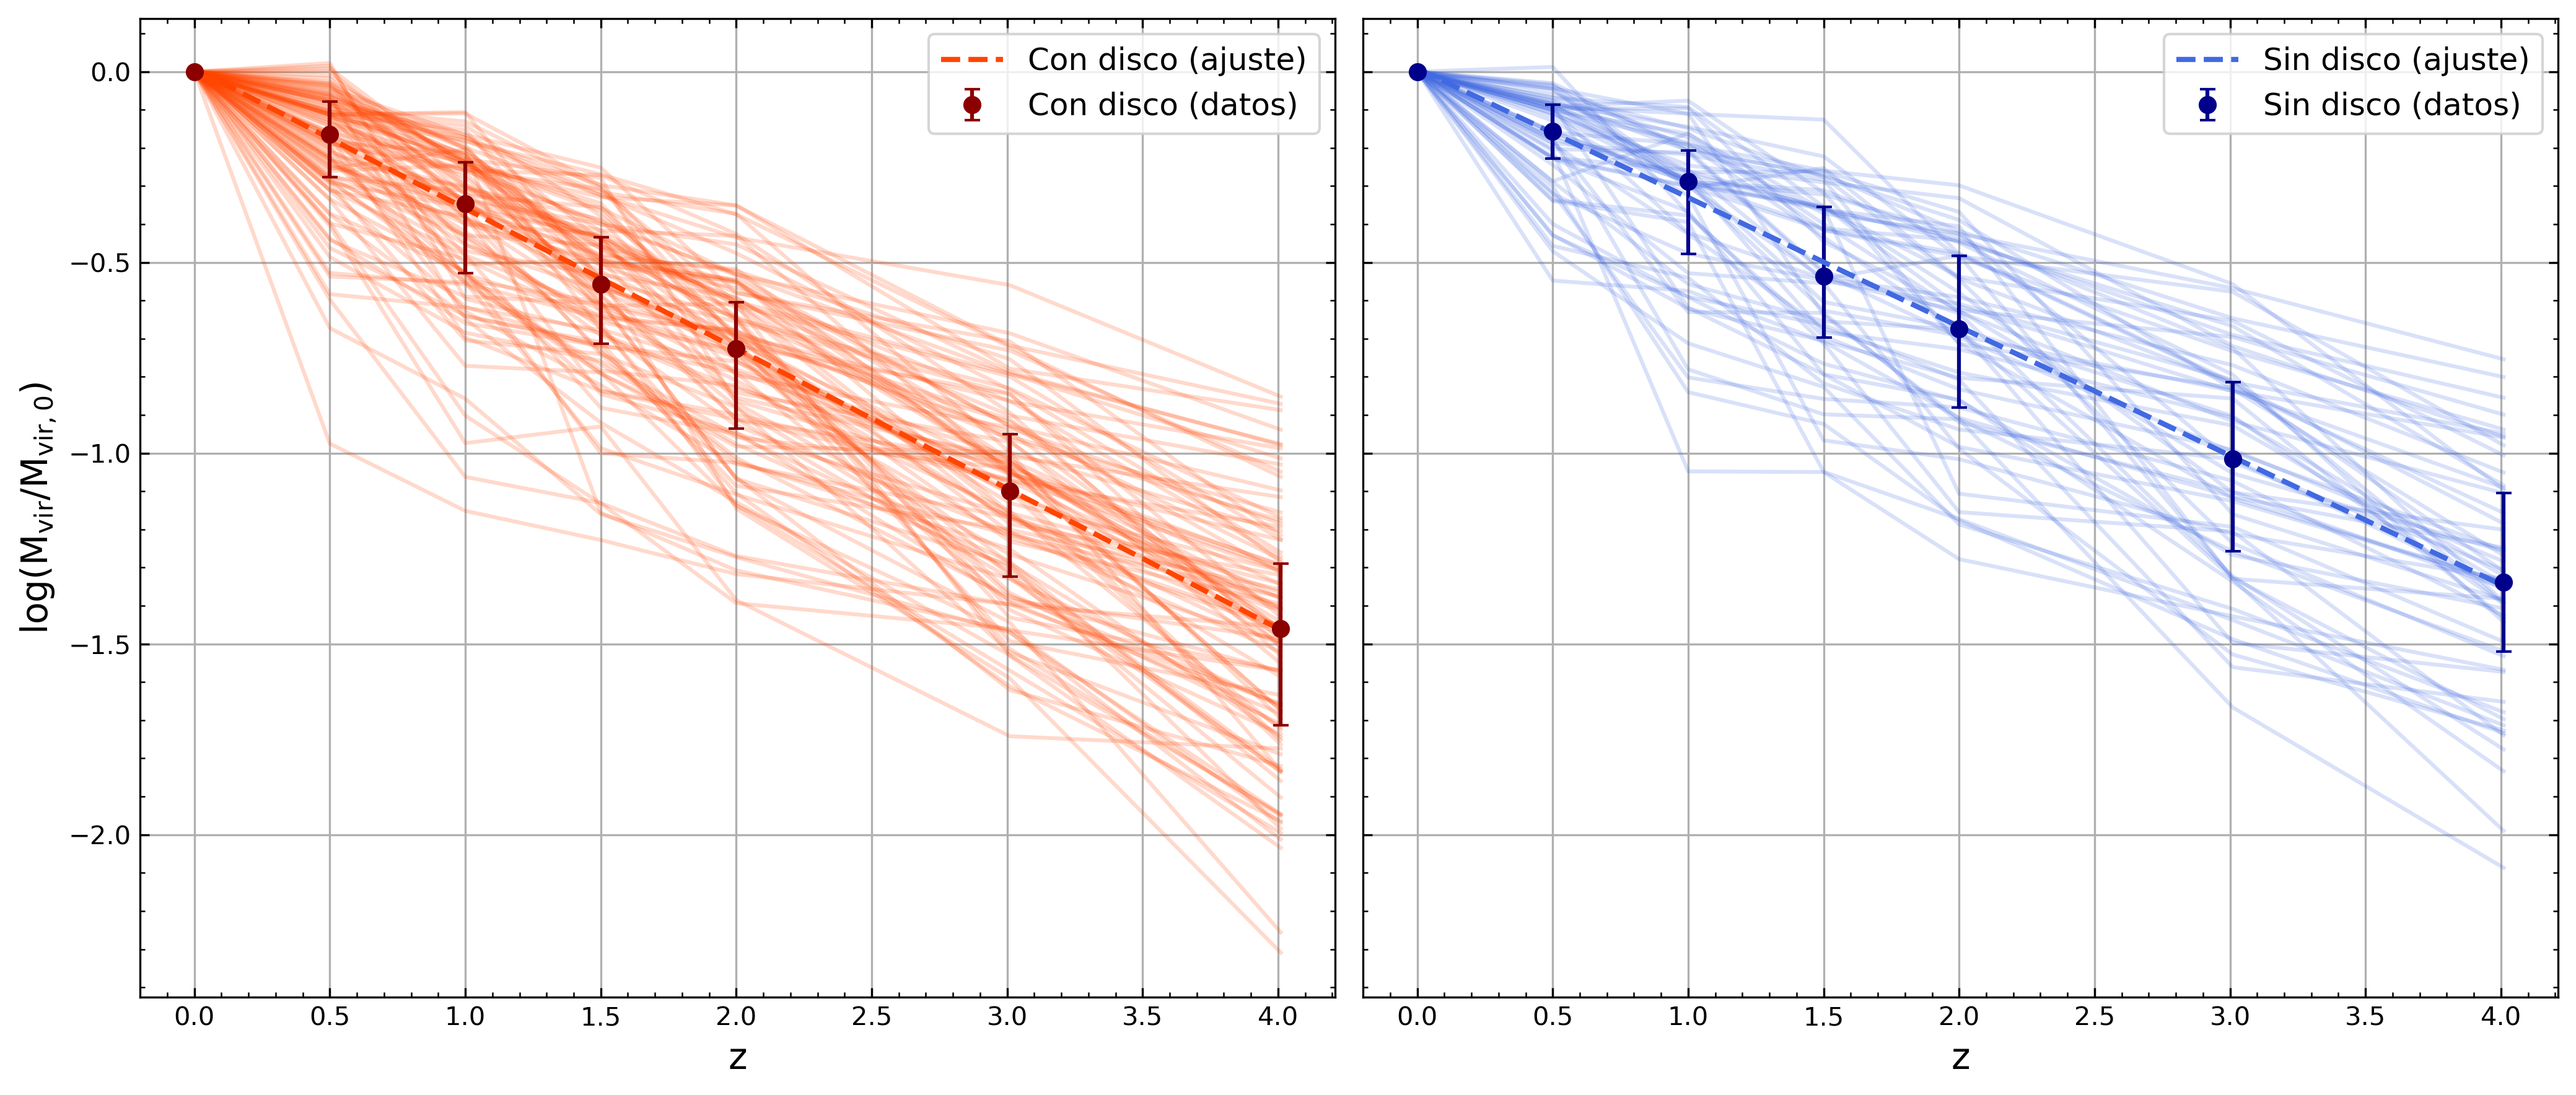 Con disco (ajuste)
Con disco (datos)
Sin disco (ajuste)
Sin disco (datos)
log(M_vir/M_vir,0)
0.0
−0.5
−1.0
−1.5
−2.0
0.0 0.5 1.0 1.5 2.0 2.5 3.0 3.5 4.0
z
0.0 0.5 1.0 1.5 2.0 2.5 3.0 3.5 4.0
z